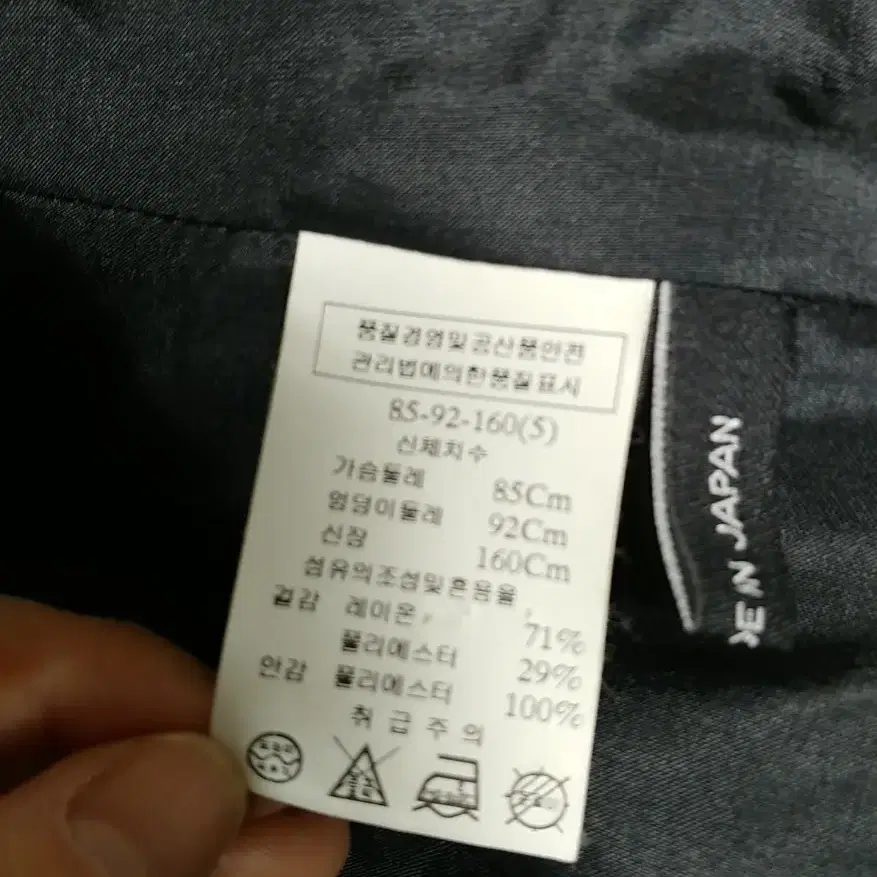 품질경영및공산품안전
관리법에의한품질표시
85-92-160(S)
신체치수
가슴둘레 85Cm
엉덩이둘레 92Cm
신장 160Cm
섬유의조성및혼용율,
겉감 레이온, 71%
폴리에스터 29%
안감 폴리에스터 100%
취급주의
DE IN JAPAN